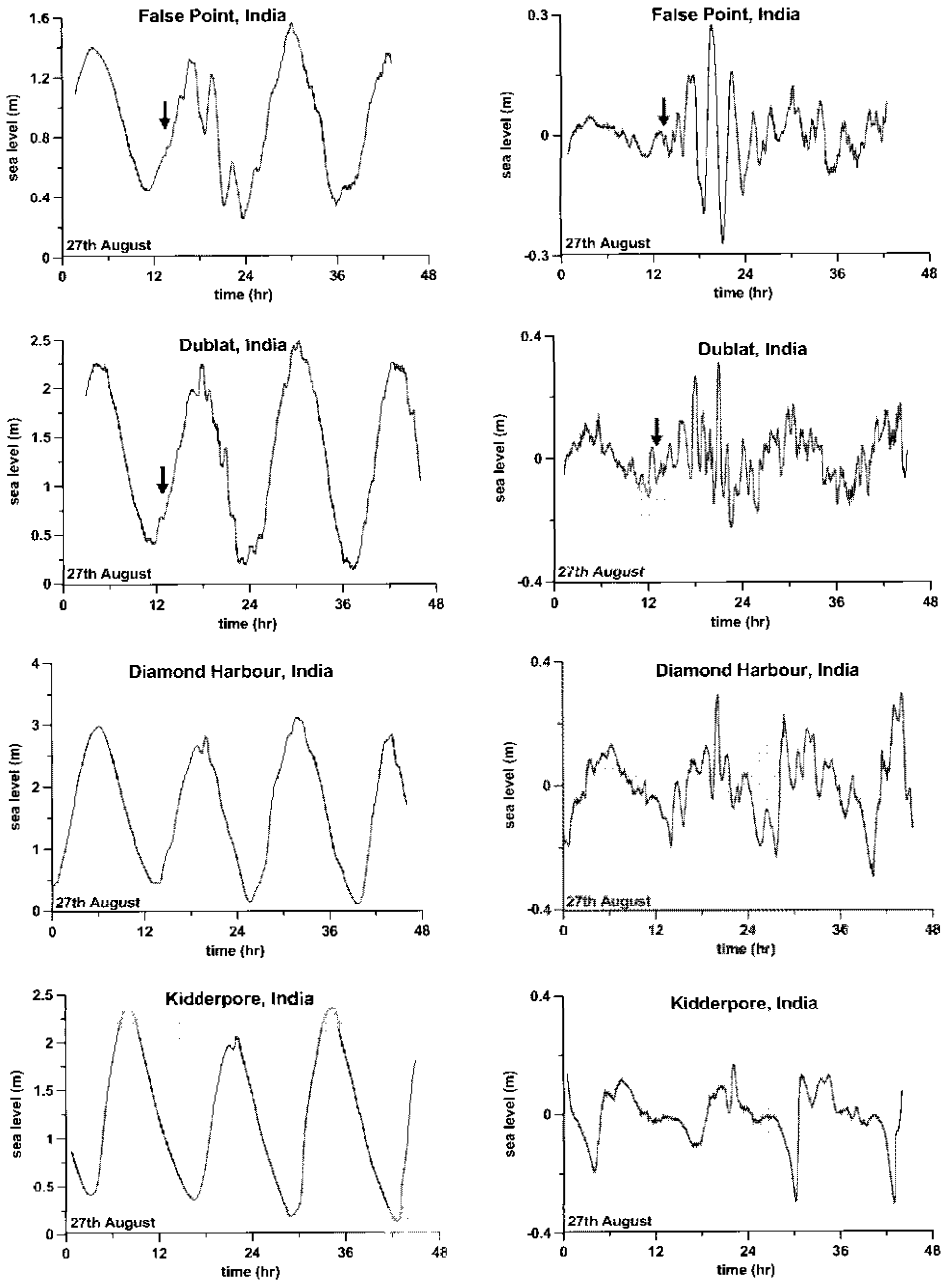 False Point, India
sea level (m)
1.6
1.2
0.8
0.4
0
27th August
0 12 24 36 48
time (hr)
False Point, India
sea level (m)
0.3
0
-0.3
27th August
0 12 24 36 48
time (hr)
Dublat, India
sea level (m)
2.5
2
1.5
1
0.5
0
27th August
0 12 24 36 48
time (hr)
Dublat, India
sea level (m)
0.4
0
-0.4
27th August
0 12 24 36 48
time (hr)
Diamond Harbour, India
sea level (m)
4
3
2
1
0
27th August
0 12 24 36 48
time (hr)
Diamond Harbour, India
sea level (m)
0.4
0
-0.4
27th August
0 12 24 36 48
time (hr)
Kidderpore, India
sea level (m)
2.5
2
1.5
1
0.5
0
27th August
0 12 24 36 48
time (hr)
Kidderpore, India
sea level (m)
0.4
0
-0.4
27th August
0 12 24 36 48
time (hr)